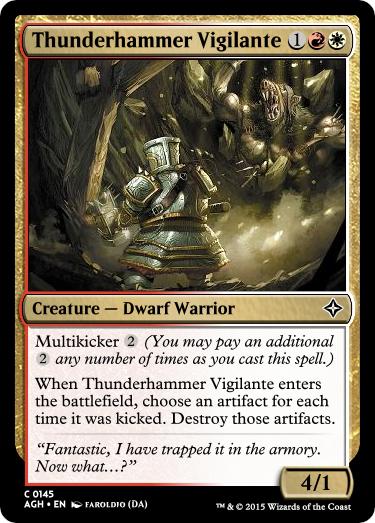 Thunderhammer Vigilante 1
Creature — Dwarf Warrior
Multikicker 2 (You may pay an additional
2 any number of times as you cast this spell.)
When Thunderhammer Vigilante enters
the battlefield, choose an artifact for each
time it was kicked. Destroy those artifacts.
“Fantastic, I have trapped it in the armory.
Now what…?”
4/1
C 0145
AGH • EN FAROLDJO (DA)
™ & © 2015 Wizards of the Coast